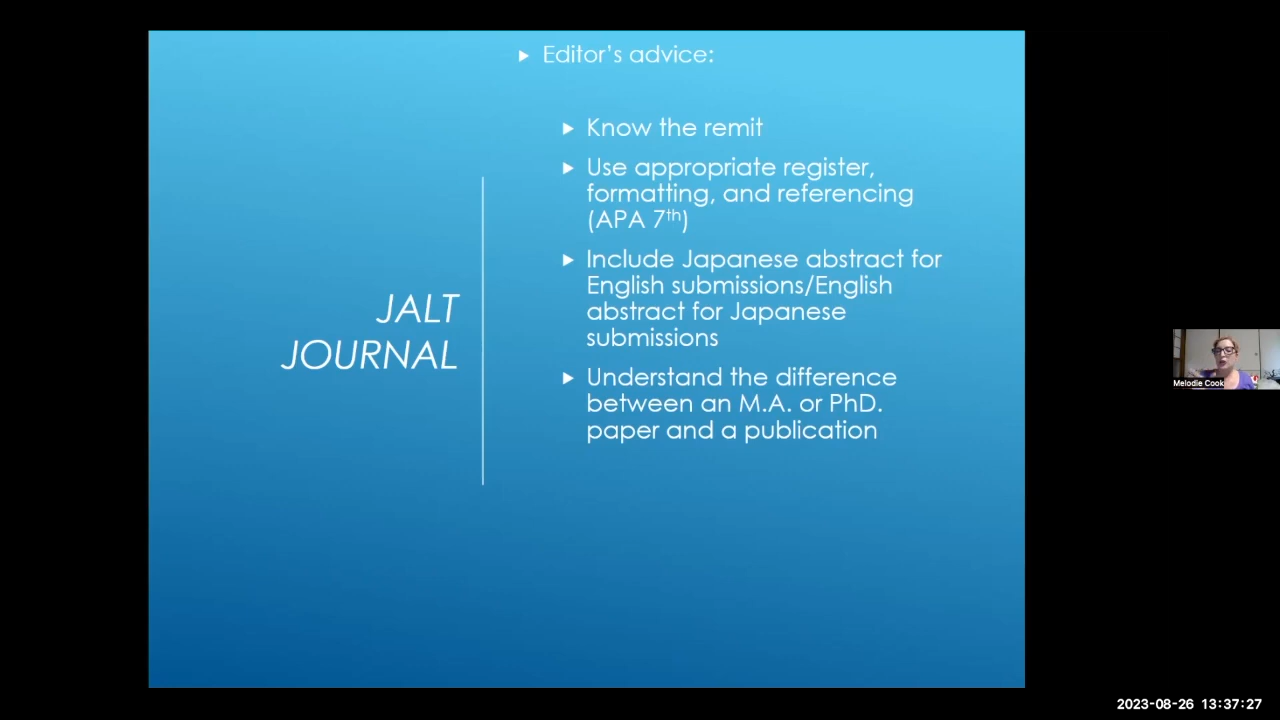 JALT
JOURNAL
Editor's advice:
Know the remit
Use appropriate register,
formatting, and referencing
(APA 7th)
Include Japanese abstract for
English submissions/English
abstract for Japanese
submissions
Understand the difference
between an M.A. or PhD.
paper and a publication
Melodie Cook
2023-08-26 13:37:27